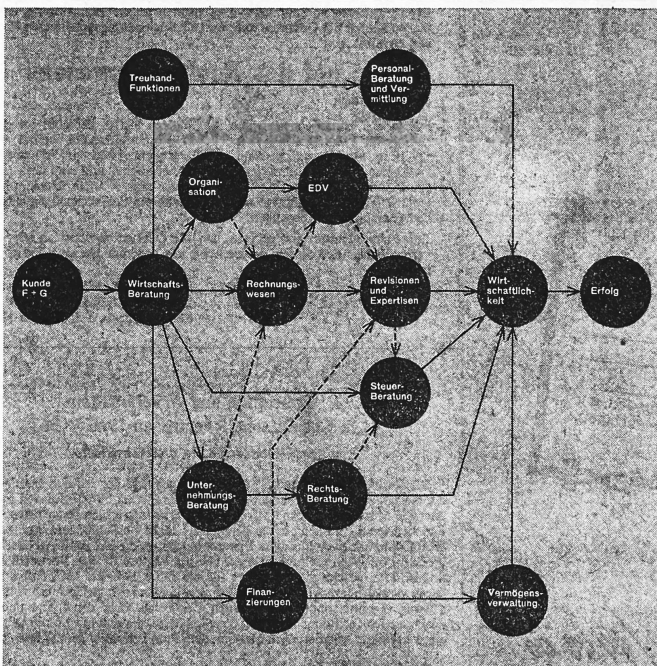 Treuhand-
Funktionen
Personal-
Beratung
und Ver-
mittlung
Organi-
sation
EDV
Kunde
F + G
Wirtschafts-
Beratung
Rechnungs-
wesen
Revisionen
und
Expertisen
Wirt-
schaftlich-
keit
Erfolg
Steuer-
Beratung
Unter-
nehmungs-
Beratung
Rechts-
Beratung
Finan-
zierungen
Vermögens-
verwaltung